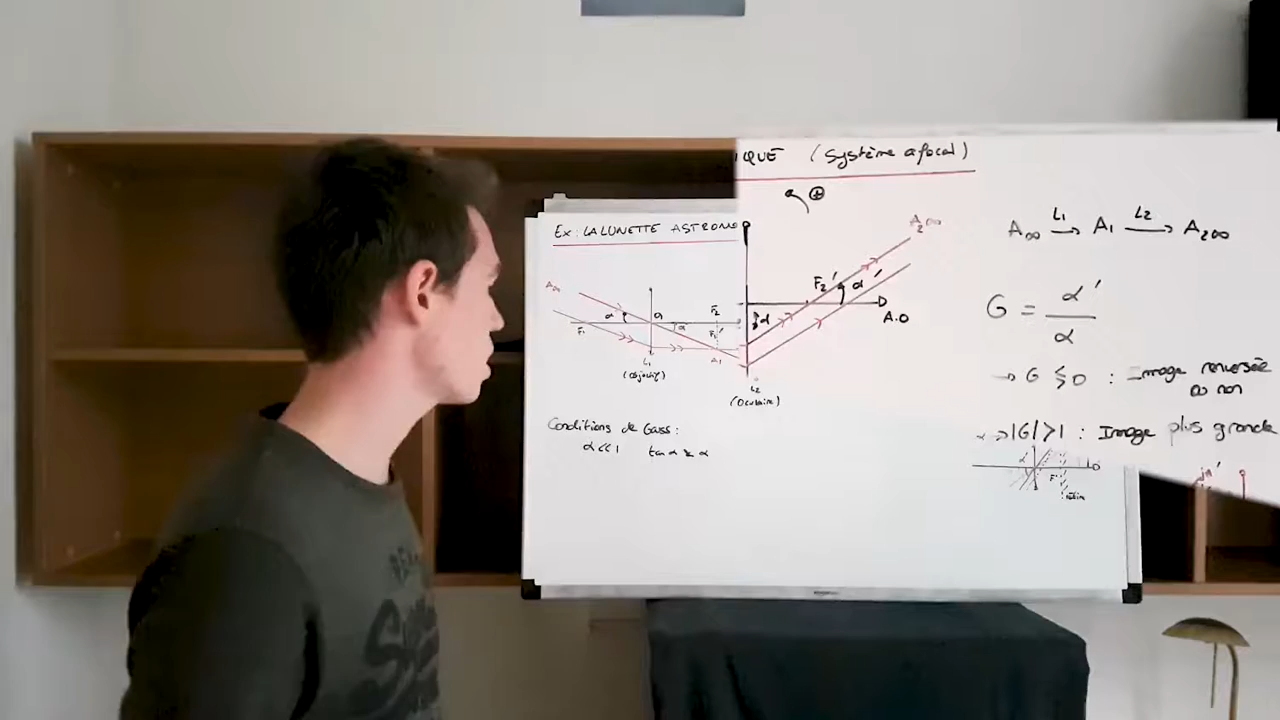 Ex: LA LUNETTE ASTRONO
IQUE (Système afocal)
⊕
A∞ →L1 A1 →L2 A2∞
A∞
α
O1
α
F2
F1'
F1
A1
L1
(Objectif)
α
F2'
α'
A2∞
A.O
L2
(Oculaire)
G = α' / α
→ G ≶ 0 : Image renversée
ou non
→ |G| > 1 : Image plus grande
Conditions de Gauss :
α << 1 tan α ≈ α